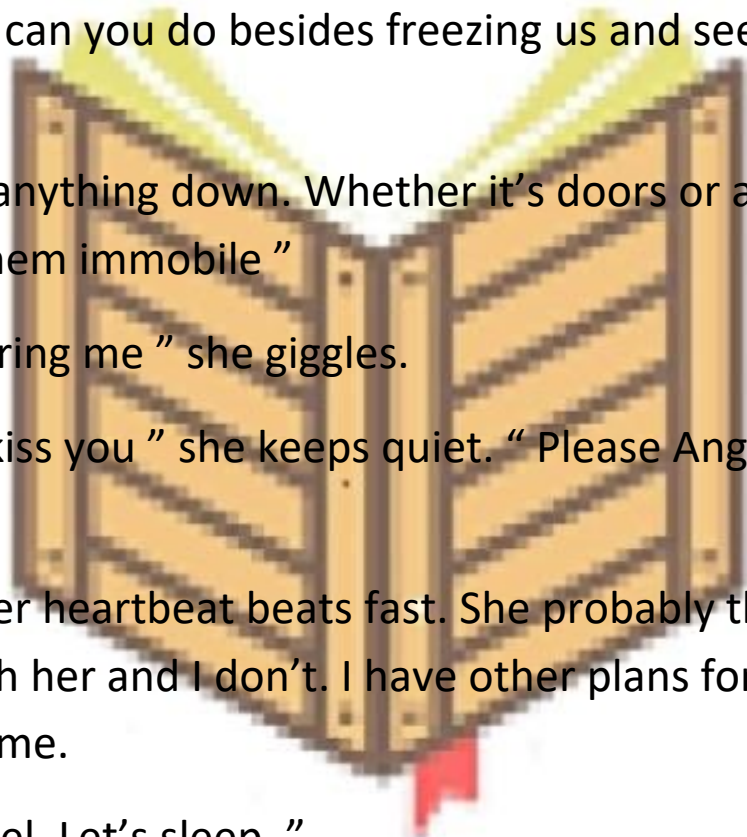 can you do besides freezing us and see
anything down. Whether it’s doors or a
nem immobile ”
ring me ” she giggles.
kiss you ” she keeps quiet. “ Please Ang
er heartbeat beats fast. She probably th
h her and I don’t. I have other plans for
me.
el. Let’s sleep. ”